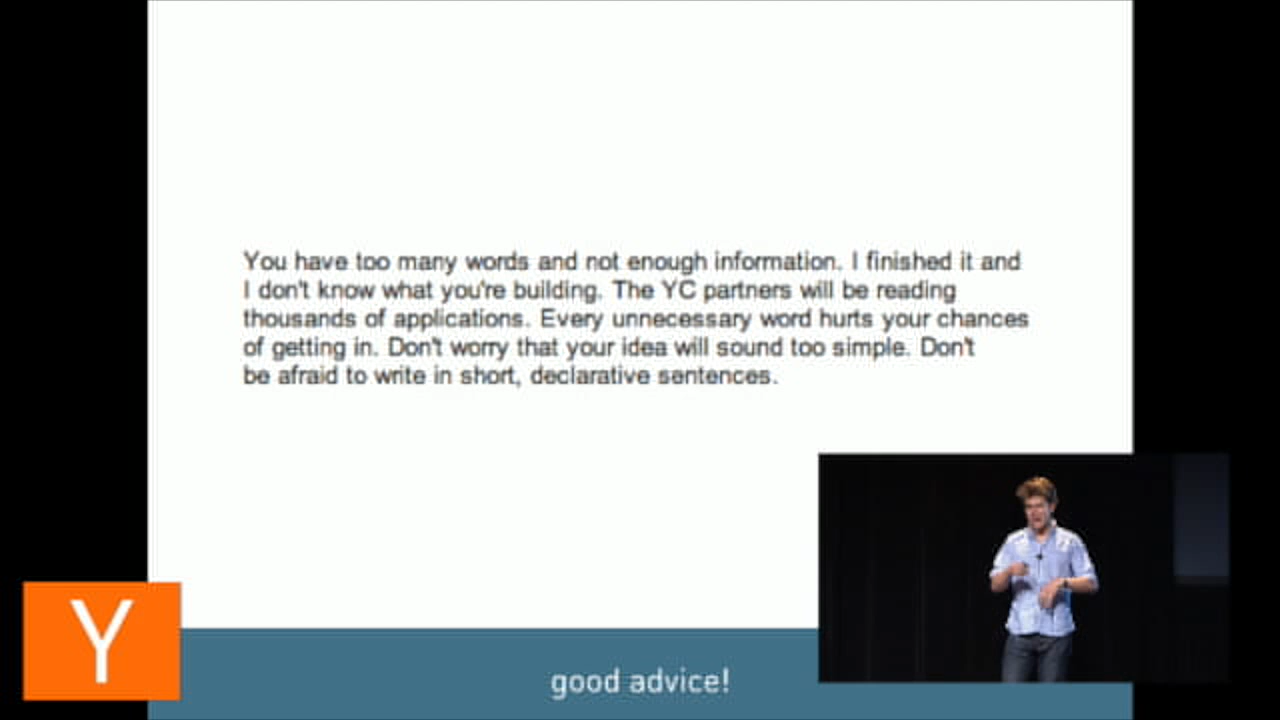 You have too many words and not enough information. I finished it and
I don't know what you're building. The YC partners will be reading
thousands of applications. Every unnecessary word hurts your chances
of getting in. Don't worry that your idea will sound too simple. Don't
be afraid to write in short, declarative sentences.
Y
good advice!